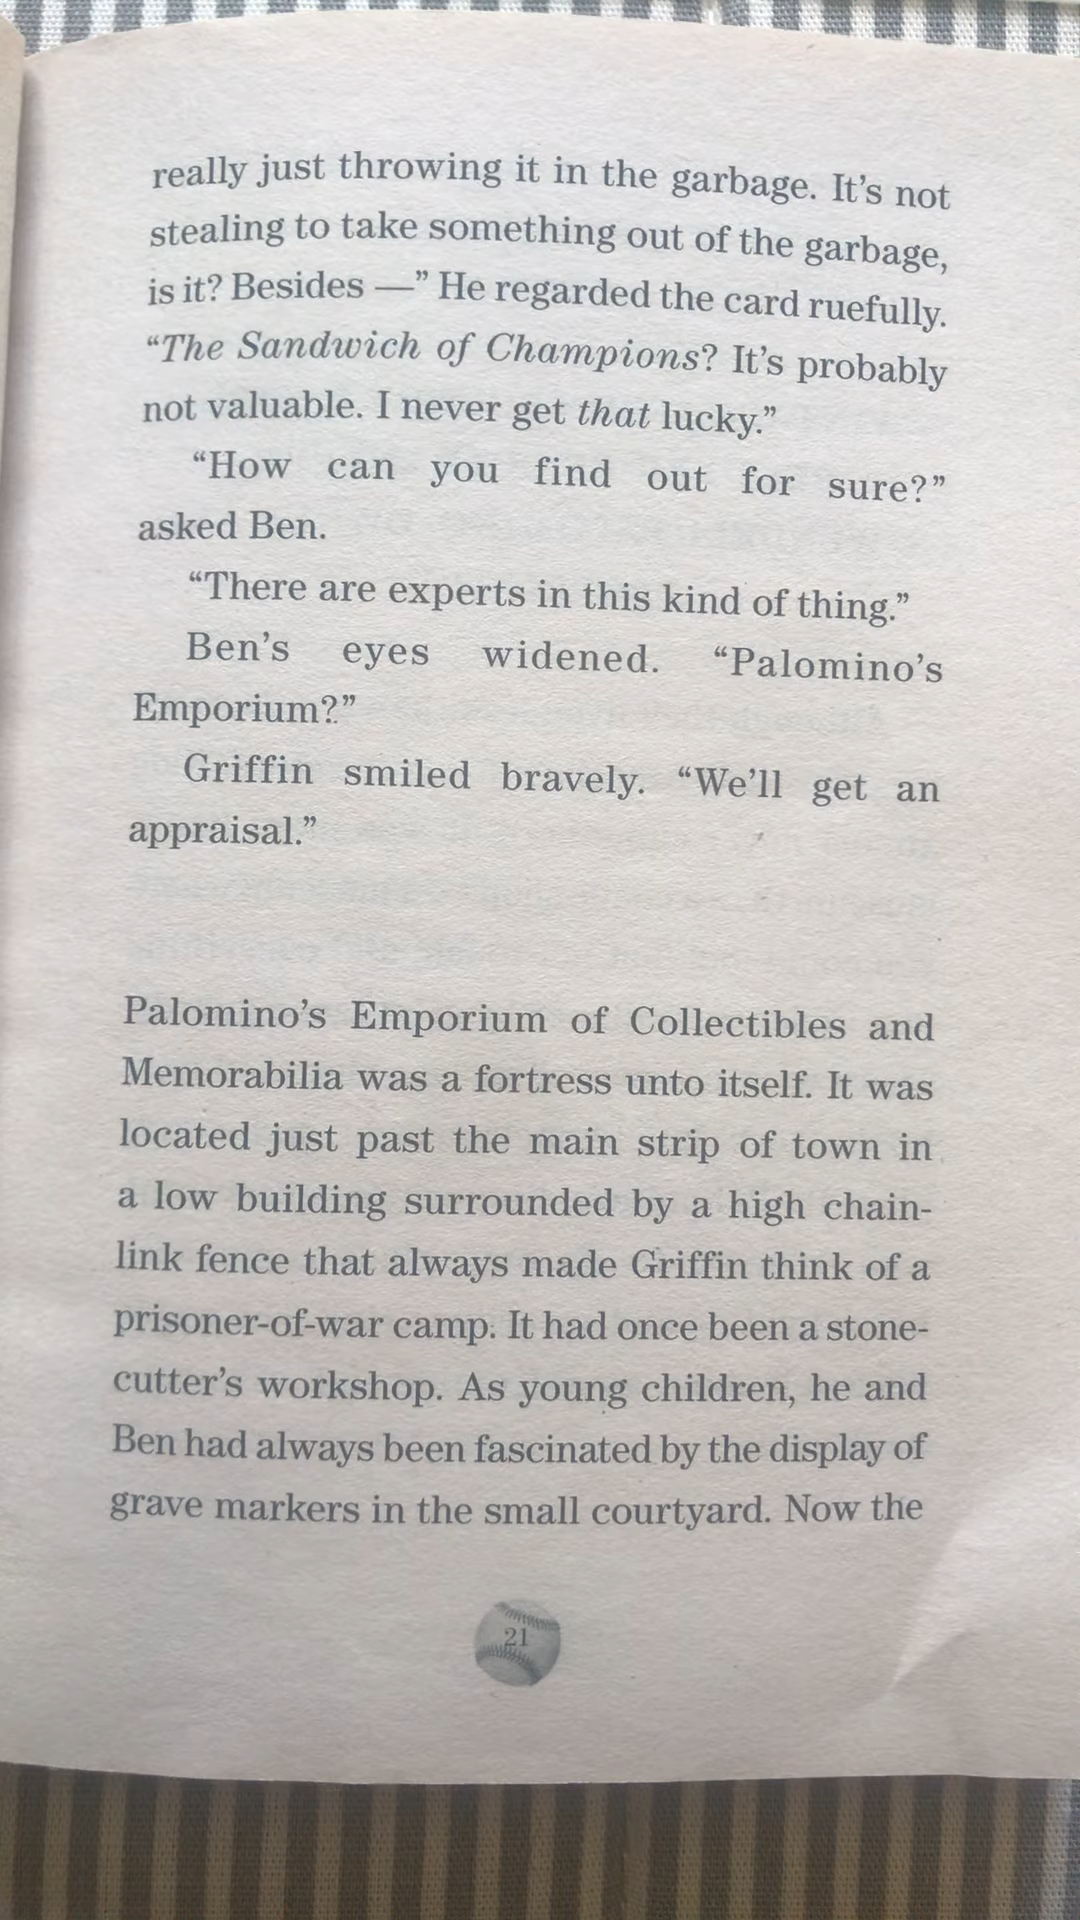 really just throwing it in the garbage. It’s not
stealing to take something out of the garbage,
is it? Besides —” He regarded the card ruefully.
“The Sandwich of Champions? It’s probably
not valuable. I never get that lucky.”
“How can you find out for sure?”
asked Ben.
“There are experts in this kind of thing.”
Ben’s eyes widened. “Palomino’s
Emporium?”
Griffin smiled bravely. “We’ll get an
appraisal.”
Palomino’s Emporium of Collectibles and
Memorabilia was a fortress unto itself. It was
located just past the main strip of town in
a low building surrounded by a high chain-
link fence that always made Griffin think of a
prisoner-of-war camp. It had once been a stone-
cutter’s workshop. As young children, he and
Ben had always been fascinated by the display of
grave markers in the small courtyard. Now the
21